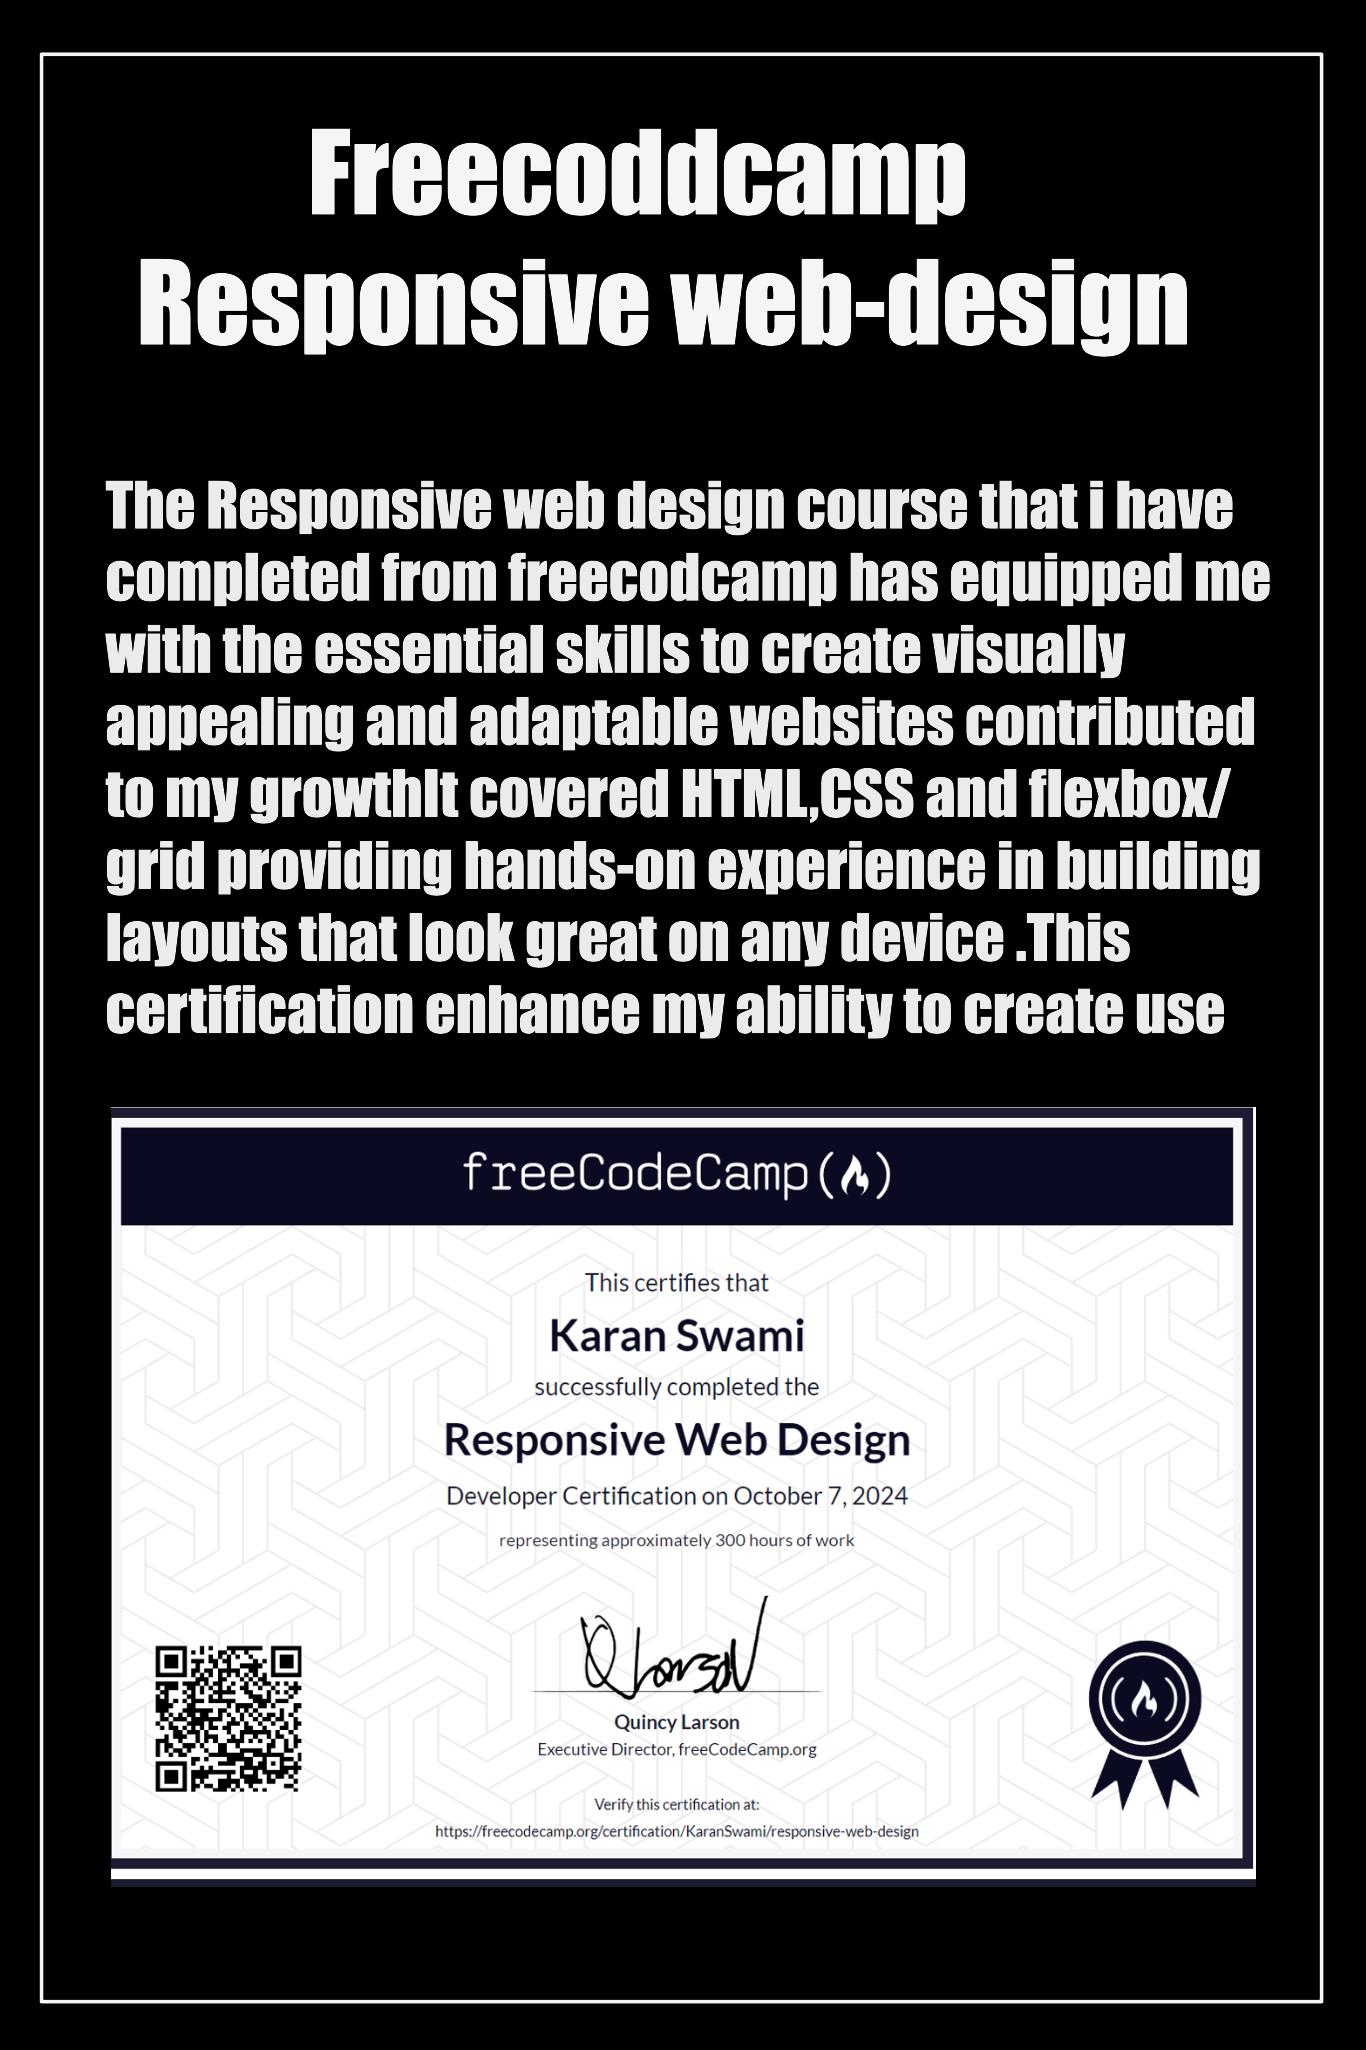 Freecoddcamp
Responsive web-design
The Responsive web design course that i have
completed from freecodcamp has equipped me
with the essential skills to create visually
appealing and adaptable websites contributed
to my growthIt covered HTML,CSS and flexbox/
grid providing hands-on experience in building
layouts that look great on any device .This
certification enhance my ability to create use
freeCodeCamp(🔥)
This certifies that
Karan Swami
successfully completed the
Responsive Web Design
Developer Certification on October 7, 2024
representing approximately 300 hours of work
Q Larson
Quincy Larson
Executive Director, freeCodeCamp.org
Verify this certification at:
https://freecodecamp.org/certification/KaranSwami/responsive-web-design